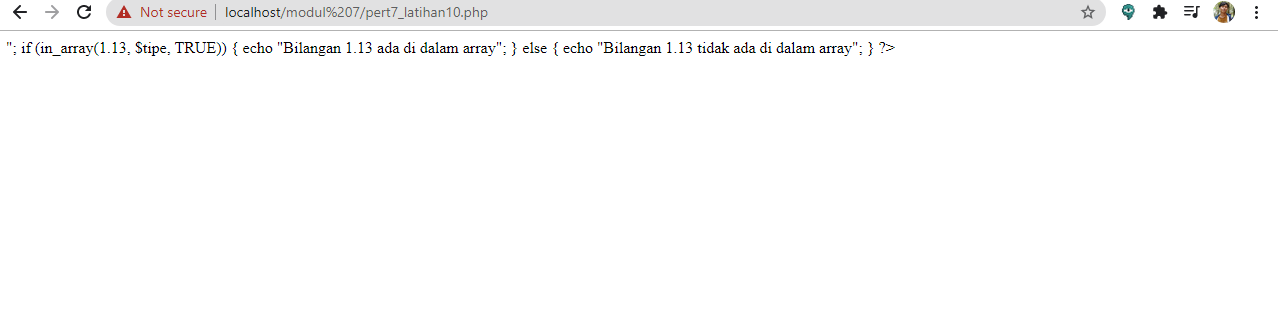 Not secure | localhost/modul%207/pert7_latihan10.php
"; if (in_array(1.13, $tipe, TRUE)) { echo "Bilangan 1.13 ada di dalam array"; } else { echo "Bilangan 1.13 tidak ada di dalam array"; } ?>